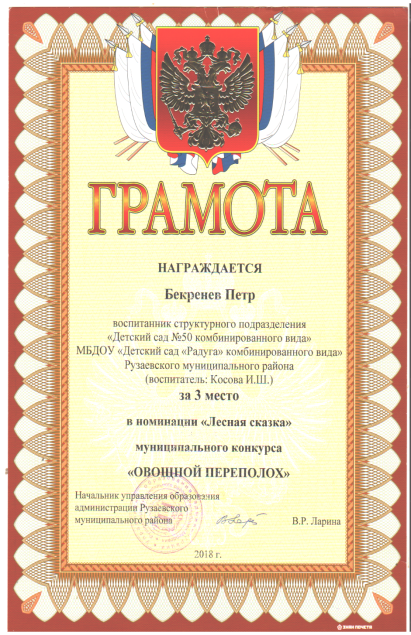 ГРАМОТА
НАГРАЖДАЕТСЯ
Бекренев Петр
воспитанник структурного подразделения
«Детский сад №50 комбинированного вида»
МБДОУ «Детский сад «Радуга» комбинированного вида»
Рузаевского муниципального района
(воспитатель: Косова И.Ш.)
за 3 место
в номинации «Лесная сказка»
муниципального конкурса
«ОВОЩНОЙ ПЕРЕПОЛОХ»
Начальник управления образования
администрации Рузаевского
муниципального района
В.Р. Ларина
2018 г.